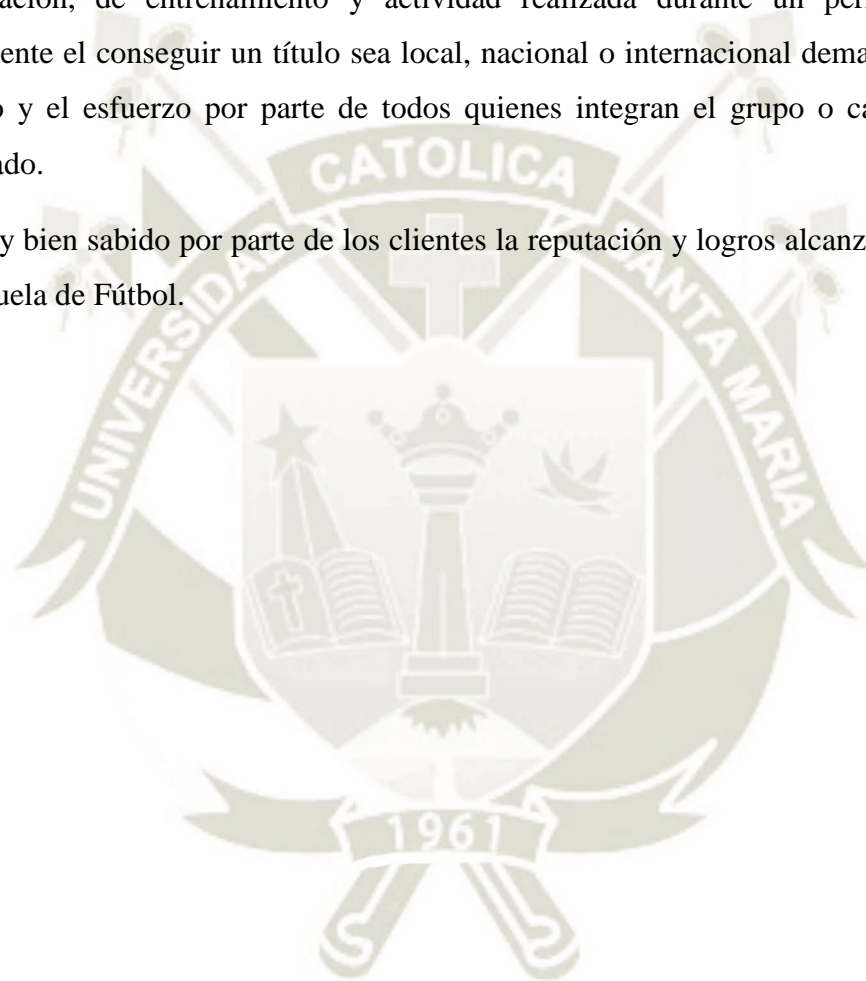 ación, de entrenamiento y actividad realizada durante un per
ente el conseguir un título sea local, nacional o internacional dema
o y el esfuerzo por parte de todos quienes integran el grupo o ca
ado.
y bien sabido por parte de los clientes la reputación y logros alcanz
uela de Fútbol.
UNIVERSIDAD CATOLICA SANTA MARIA
1961